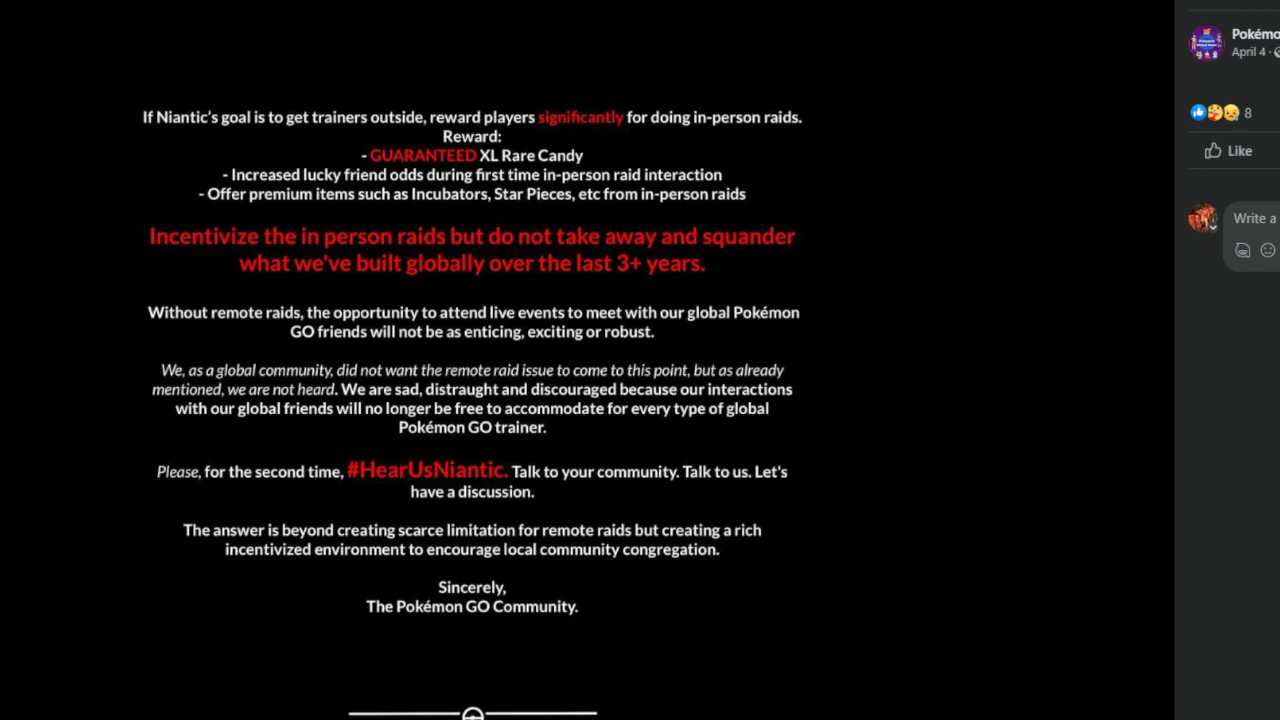 If Niantic's goal is to get trainers outside, reward players significantly for doing in-person raids.
Reward:
- GUARANTEED XL Rare Candy
- Increased lucky friend odds during first time in-person raid interaction
- Offer premium items such as Incubators, Star Pieces, etc from in-person raids
Incentivize the in person raids but do not take away and squander
what we've built globally over the last 3+ years.
Without remote raids, the opportunity to attend live events to meet with our global Pokémon
GO friends will not be as enticing, exciting or robust.
We, as a global community, did not want the remote raid issue to come to this point, but as already
mentioned, we are not heard. We are sad, distraught and discouraged because our interactions
with our global friends will no longer be free to accommodate for every type of global
Pokémon GO trainer.
Please, for the second time, #HearUsNiantic. Talk to your community. Talk to us. Let's
have a discussion.
The answer is beyond creating scarce limitation for remote raids but creating a rich
incentivized environment to encourage local community congregation.
Sincerely,
The Pokémon GO Community.
Pokémo
April 4 ·
8
Like
Write a